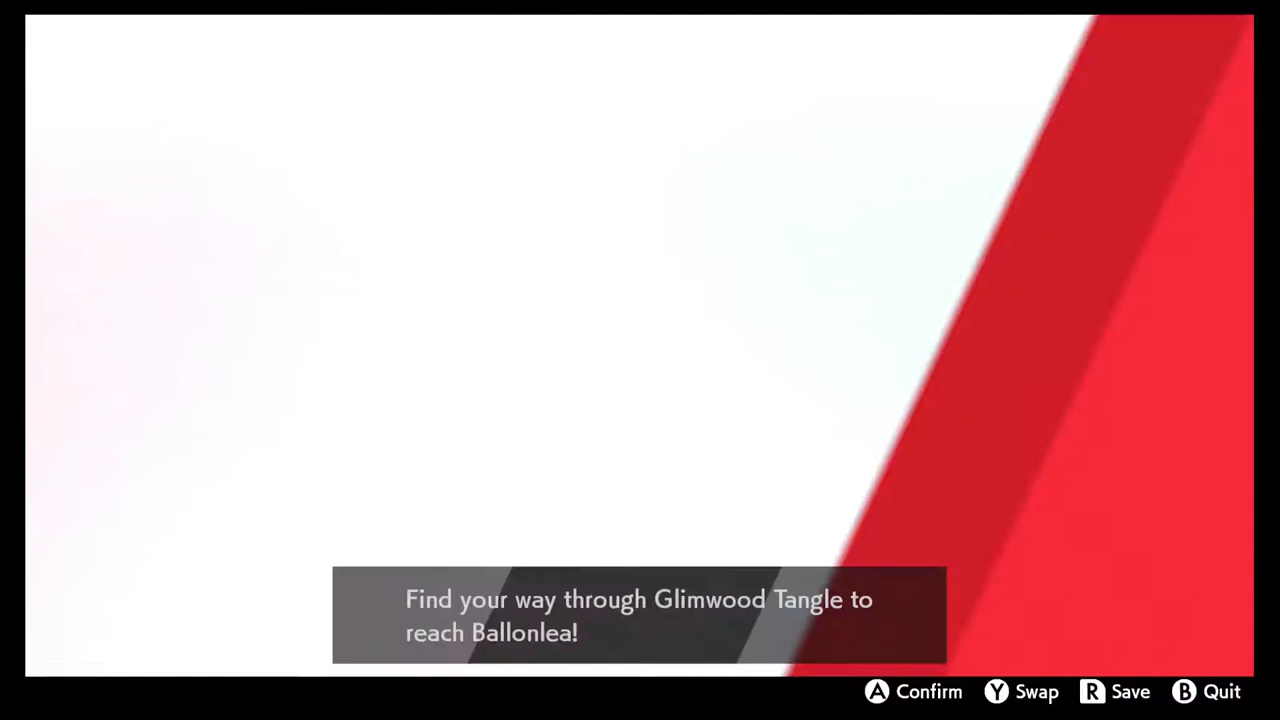 Find your way through Glimwood Tangle to
reach Ballonlea!
A Confirm Y Swap R Save B Quit